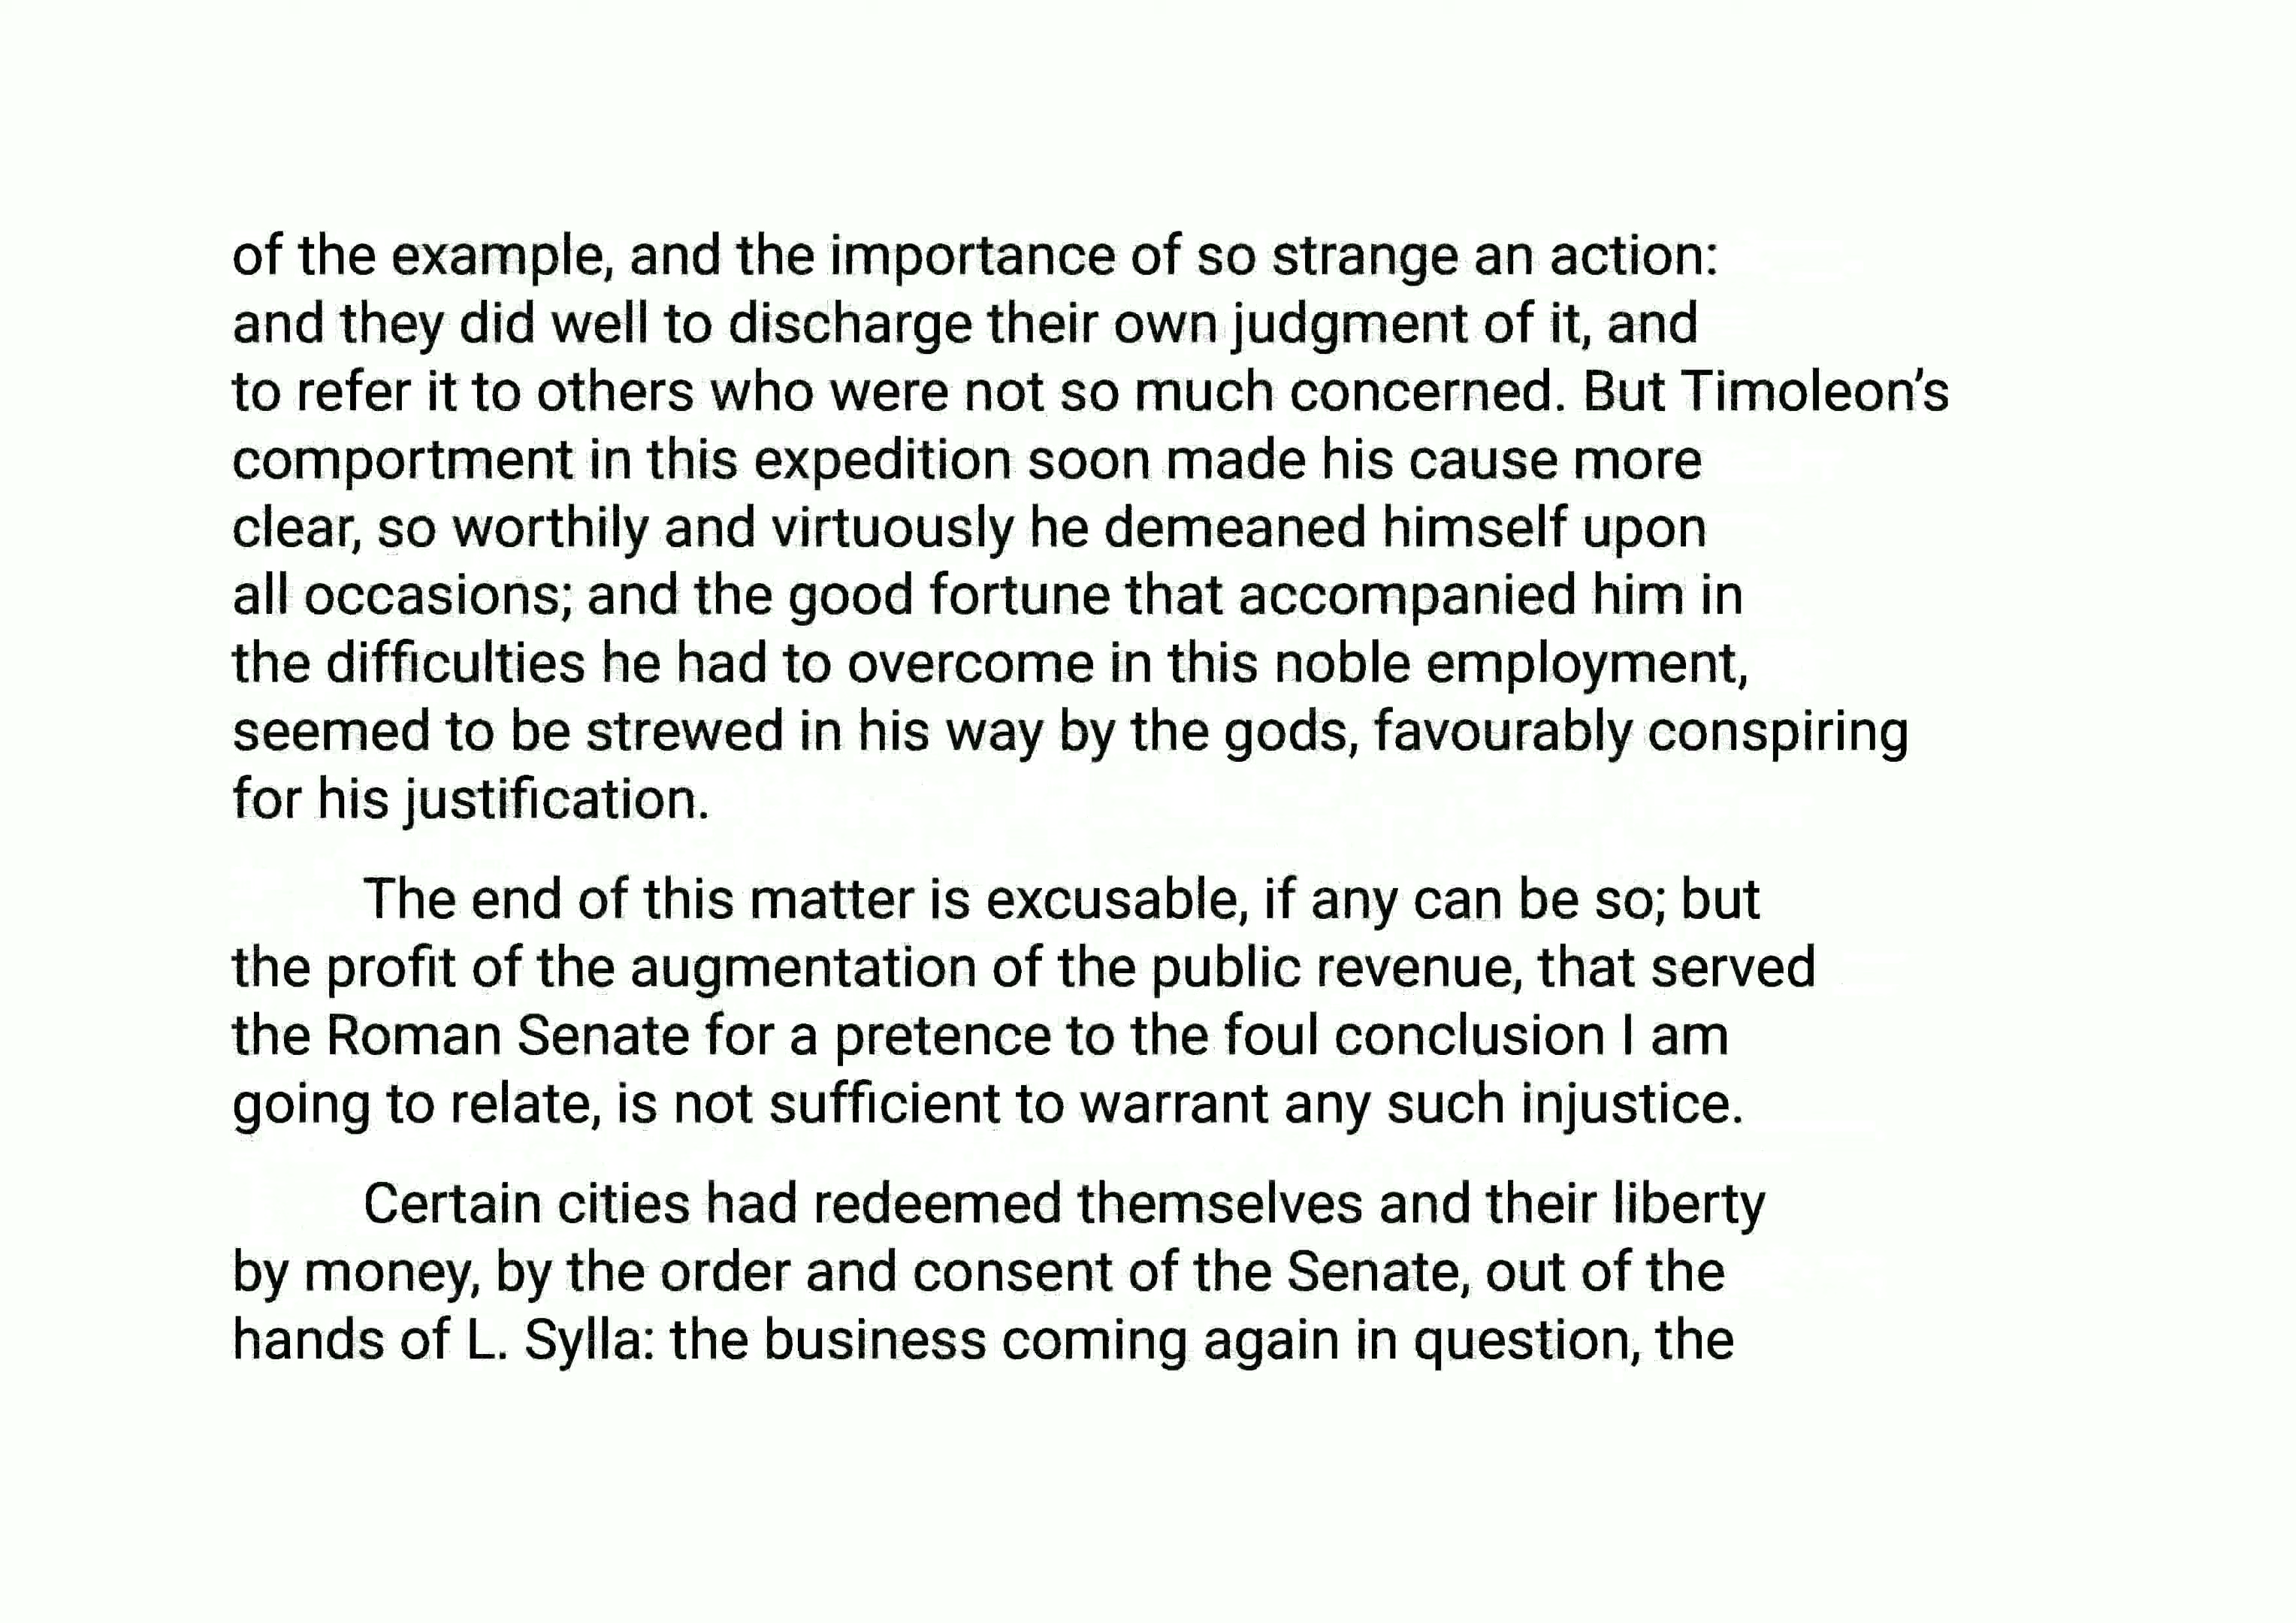 of the example, and the importance of so strange an action:
and they did well to discharge their own judgment of it, and
to refer it to others who were not so much concerned. But Timoleon’s
comportment in this expedition soon made his cause more
clear, so worthily and virtuously he demeaned himself upon
all occasions; and the good fortune that accompanied him in
the difficulties he had to overcome in this noble employment,
seemed to be strewed in his way by the gods, favourably conspiring
for his justification.
The end of this matter is excusable, if any can be so; but
the profit of the augmentation of the public revenue, that served
the Roman Senate for a pretence to the foul conclusion I am
going to relate, is not sufficient to warrant any such injustice.
Certain cities had redeemed themselves and their liberty
by money, by the order and consent of the Senate, out of the
hands of L. Sylla: the business coming again in question, the